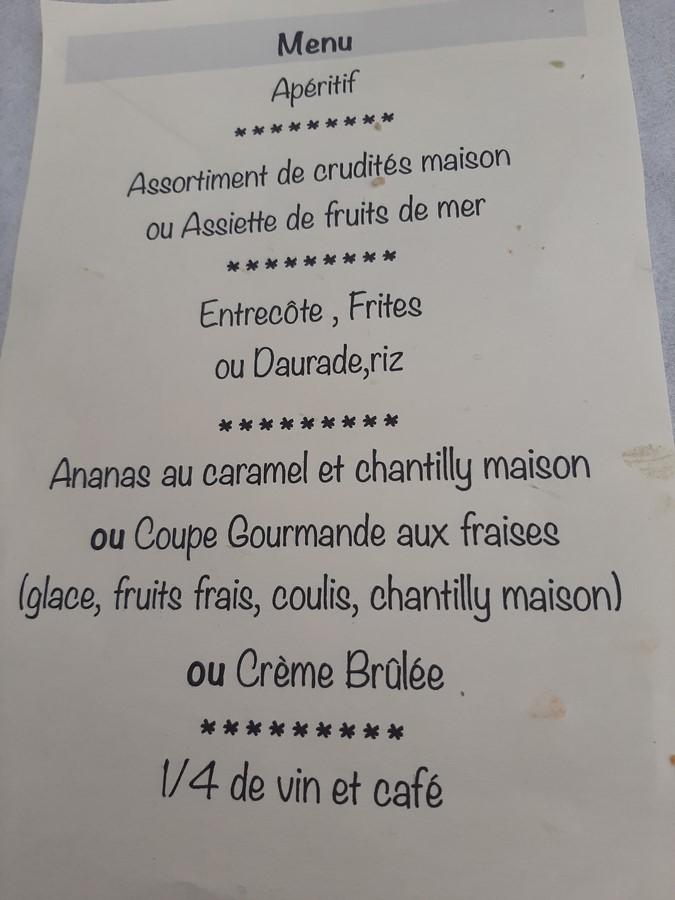 Menu
Apéritif
*********
Assortiment de crudités maison
ou Assiette de fruits de mer
*********
Entrecôte , Frites
ou Daurade,riz
*********
Ananas au caramel et chantilly maison
ou Coupe Gourmande aux fraises
(glace, fruits frais, coulis, chantilly maison)
ou Crème Brûlée
*********
1/4 de vin et café